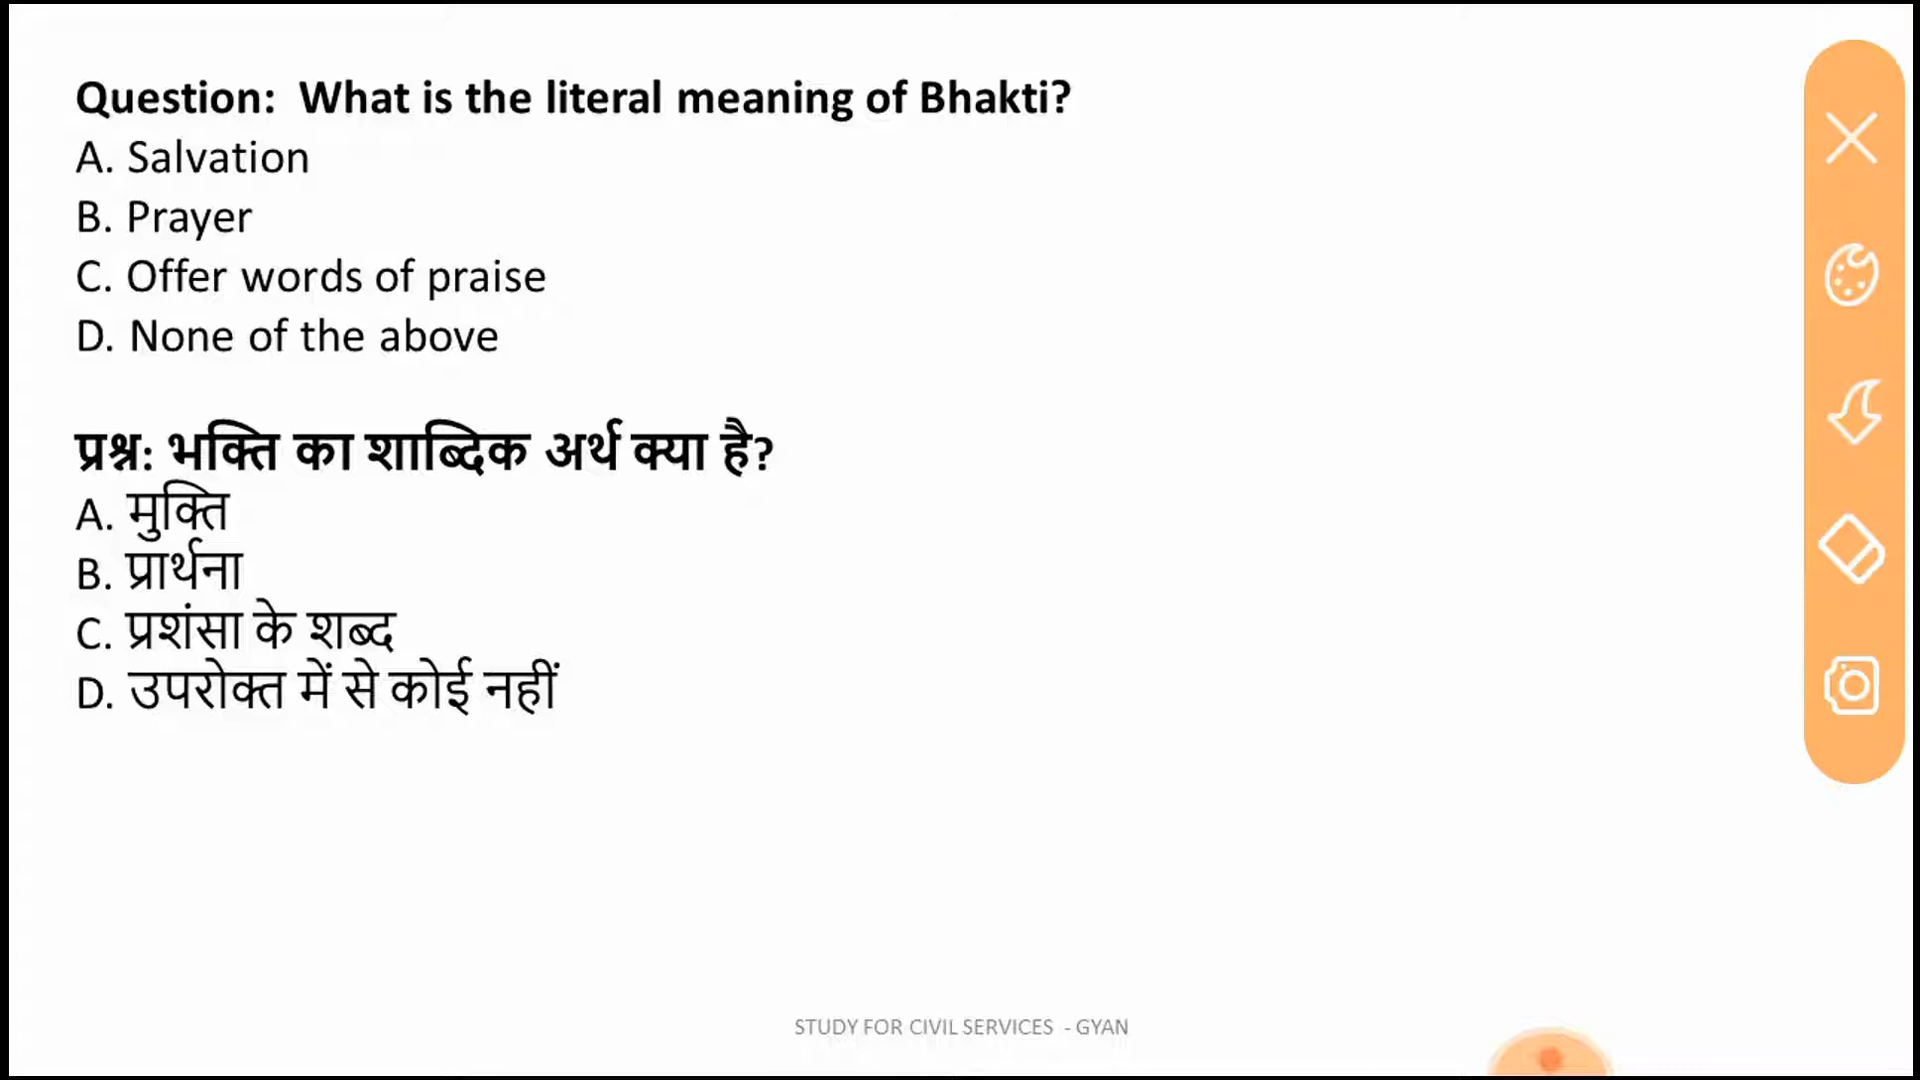 Question:  What is the literal meaning of Bhakti?
A. Salvation
B. Prayer
C. Offer words of praise
D. None of the above
प्रश्न: भक्ति का शाब्दिक अर्थ क्या है?
A. मुक्ति
B. प्रार्थना
C. प्रशंसा के शब्द
D. उपरोक्त में से कोई नहीं
STUDY FOR CIVIL SERVICES  - GYAN